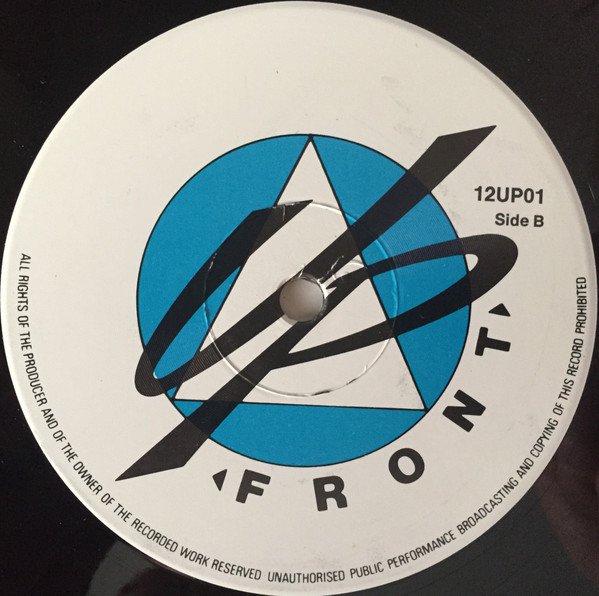 12UP01
Side B
UP
FRONT
ALL RIGHTS OF THE PRODUCER AND OF THE OWNER OF THE RECORDED WORK RESERVED UNAUTHORISED PUBLIC PERFORMANCE BROADCASTING AND COPYING OF THIS RECORD PROHIBITED